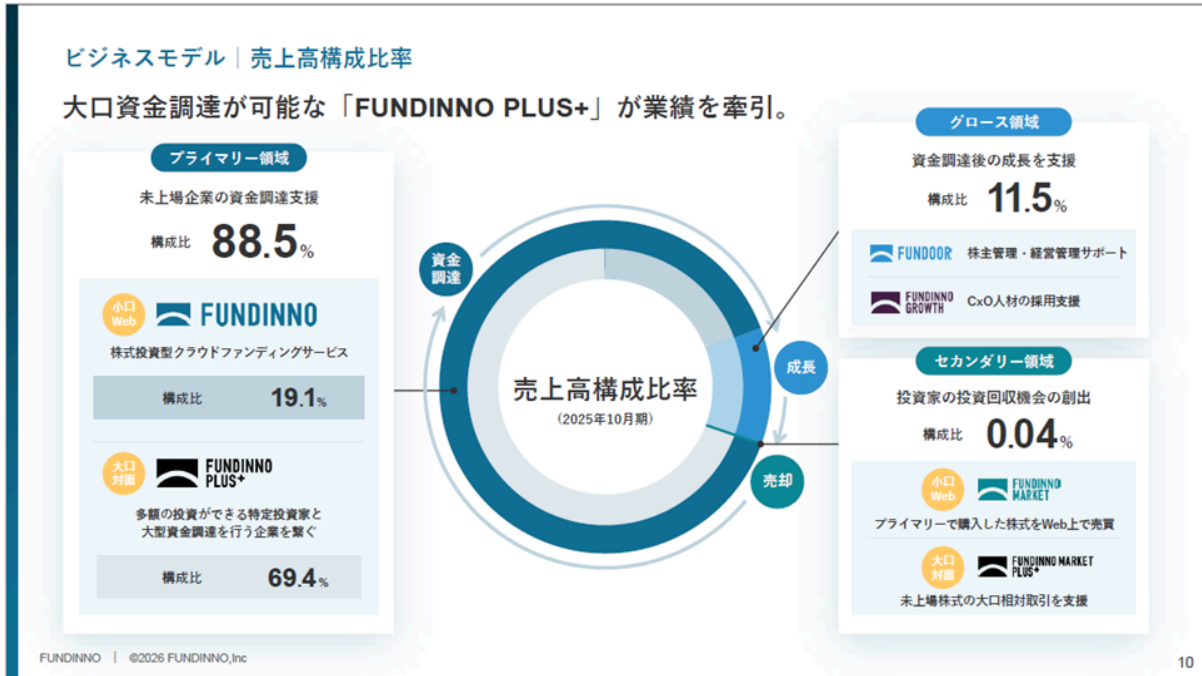 ビジネスモデル｜売上高構成比率
大口資金調達が可能な「FUNDINNO PLUS+」が業績を牽引。
プライマリー領域
未上場企業の資金調達支援
構成比 88.5%
小口
Web
FUNDINNO
株式投資型クラウドファンディングサービス
構成比 19.1%
大口
対面
FUNDINNO
PLUS+
多額の投資ができる特定投資家と
大型資金調達を行う企業を繋ぐ
構成比 69.4%
資金
調達
売上高構成比率
(2025年10月期)
成長
売却
グロース領域
資金調達後の成長を支援
構成比 11.5%
FUNDOOR 株主管理・経営管理サポート
FUNDINNO
GROWTH
CxO人材の採用支援
セカンダリー領域
投資家の投資回収機会の創出
構成比 0.04%
小口
Web
FUNDINNO
MARKET
プライマリーで購入した株式をWeb上で売買
大口
対面
FUNDINNO MARKET
PLUS+
未上場株式の大口相対取引を支援
FUNDINNO | ©2026 FUNDINNO,Inc
10